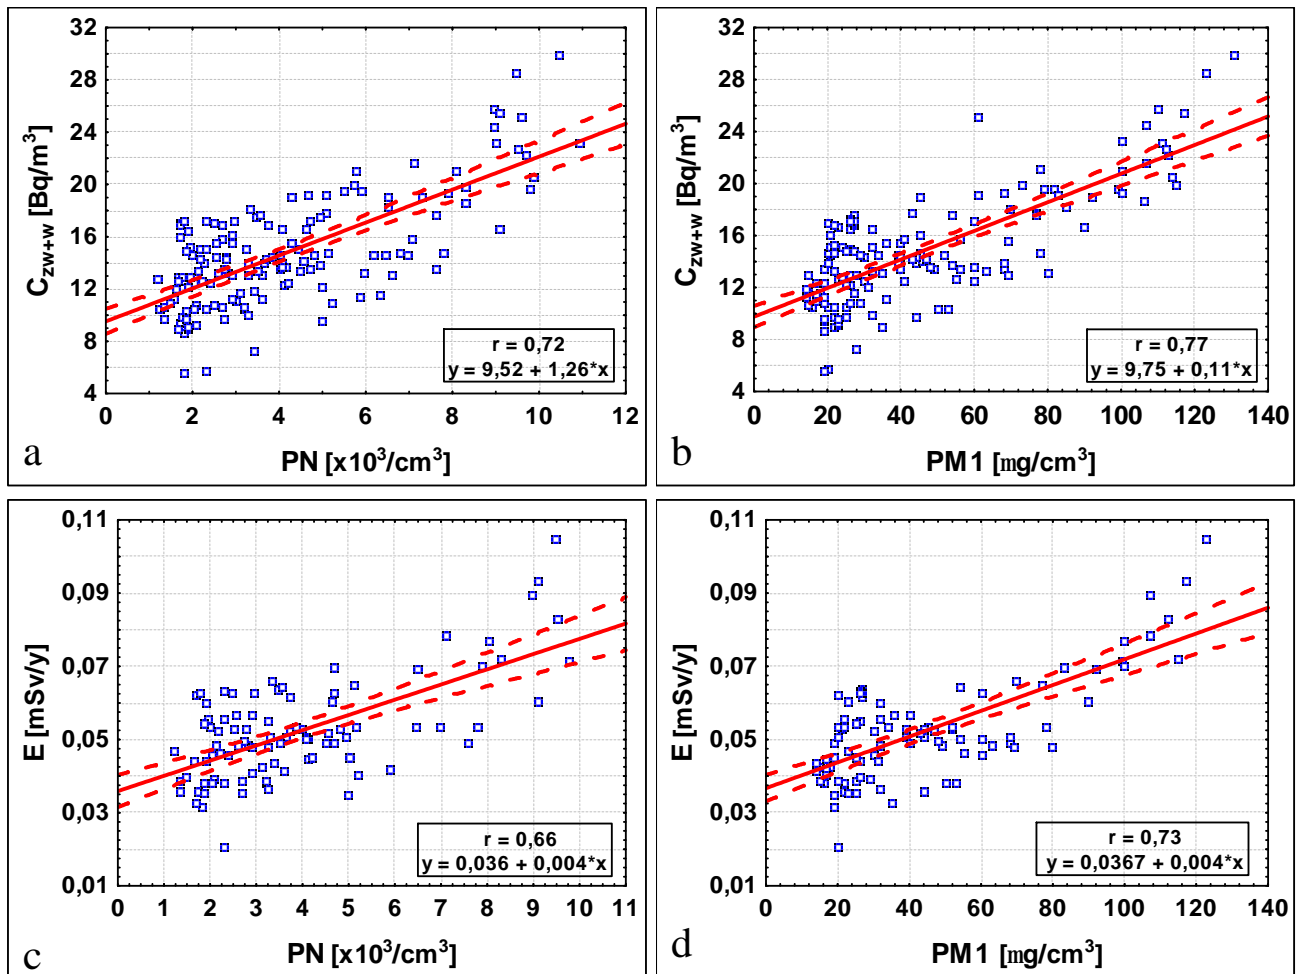 32
28
24
20
16
12
8
4
C_{zw+w} [Bq/m³]
r = 0,72
y = 9,52 + 1,26*x
0 2 4 6 8 10 12
a
PN [x10³/cm³]
32
28
24
20
16
12
8
4
C_{zw+w} [Bq/m³]
r = 0,77
y = 9,75 + 0,11*x
0 20 40 60 80 100 120 140
b
PM1 [mg/cm³]
0,11
0,09
0,07
0,05
0,03
0,01
E [mSv/y]
r = 0,66
y = 0,036 + 0,004*x
0 1 2 3 4 5 6 7 8 9 10 11
c
PN [x10³/cm³]
0,11
0,09
0,07
0,05
0,03
0,01
E [mSv/y]
r = 0,73
y = 0,0367 + 0,004*x
0 20 40 60 80 100 120 140
d
PM1 [mg/cm³]